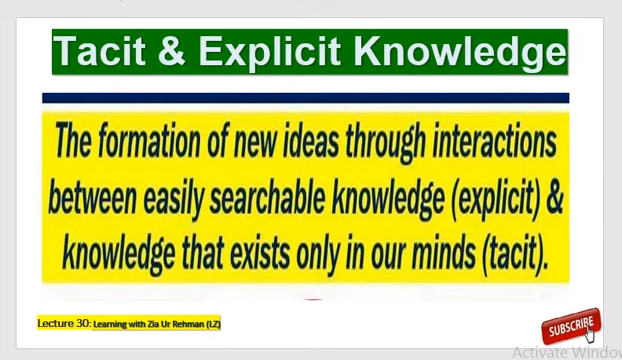 Tacit & Explicit Knowledge
The formation of new ideas through interactions
between easily searchable knowledge (explicit) &
knowledge that exists only in our minds (tacit).
Lecture 30: Learning with Zia Ur Rehman (LZ)
SUBSCRIBE
Activate Window